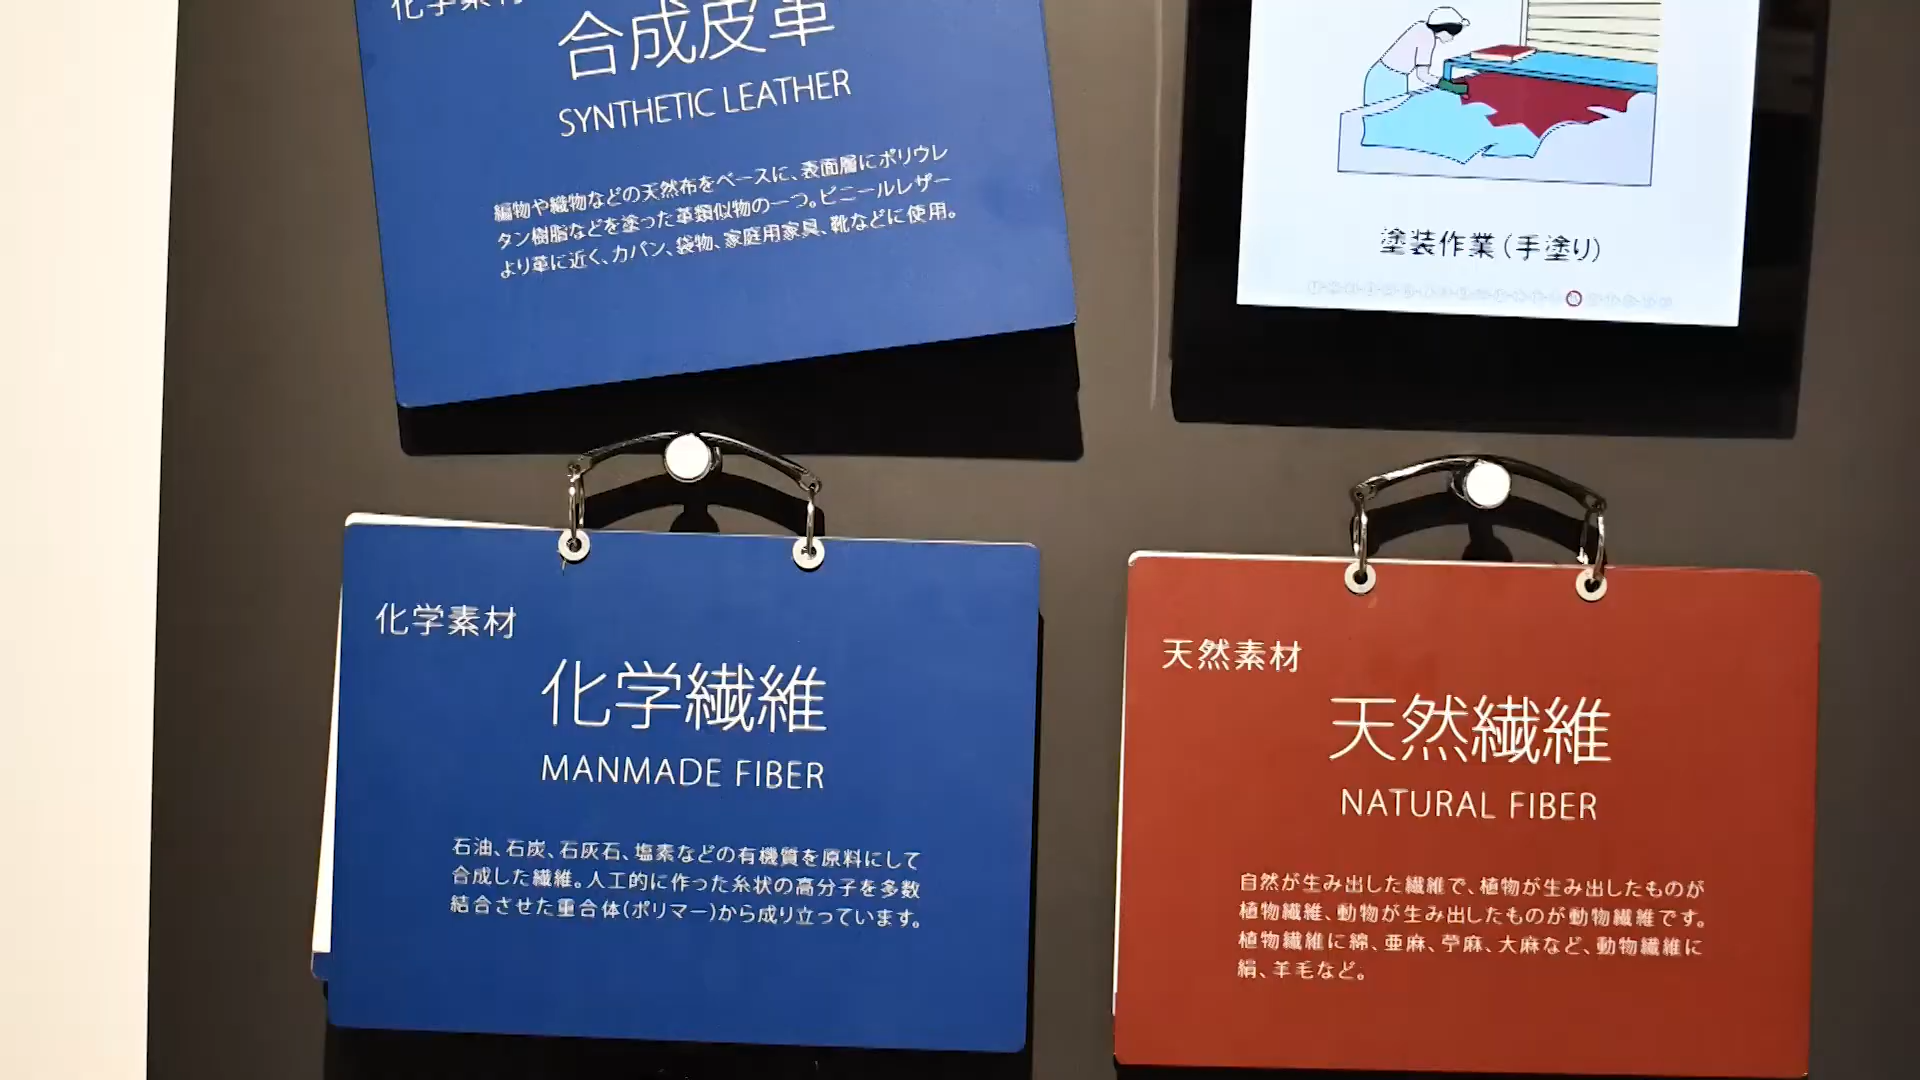 化学素材
合成皮革
SYNTHETIC LEATHER
編物や織物などの天然布をベースに、表面層にポリウレ
タン樹脂などを塗った革類似物の一つ。ビニールレザー
より革に近く、カバン、袋物、家庭用家具、靴などに使用。
塗装作業(手塗り)
化学素材
化学繊維
MANMADE FIBER
石油、石炭、石灰石、塩素などの有機質を原料にして
合成した繊維。人工的に作った糸状の高分子を多数
結合させた重合体(ポリマー)から成り立っています。
天然素材
天然繊維
NATURAL FIBER
自然が生み出した繊維で、植物が生み出したものが
植物繊維、動物が生み出したものが動物繊維です。
植物繊維に綿、亜麻、苧麻、大麻など、動物繊維に
絹、羊毛など。